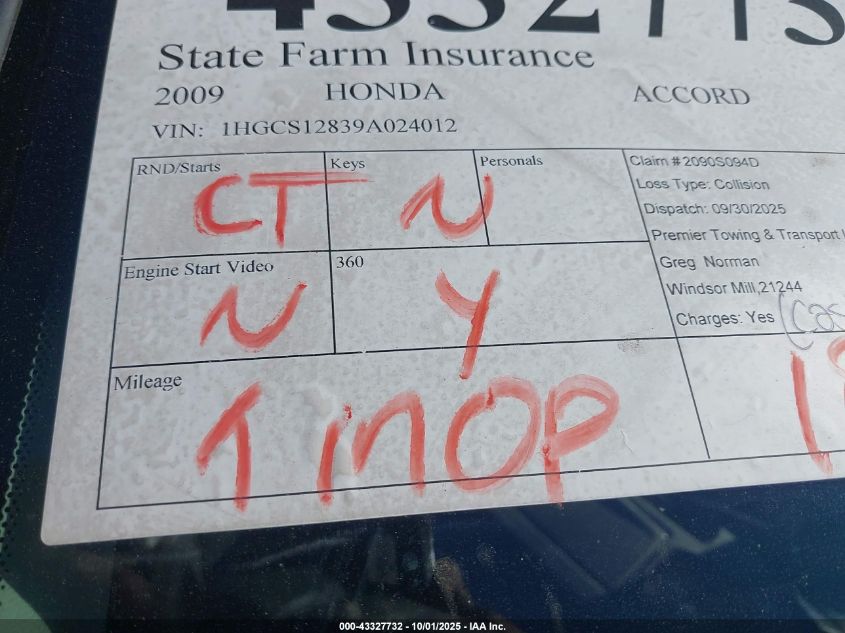 State Farm Insurance
2009 HONDA ACCORD
VIN: 1HGCS12839A024012
RND/Starts Keys Personals
CT N
Engine Start Video 360
N Y
Mileage
TINOP
Claim #2090S094D
Loss Type: Collision
Dispatch: 09/30/2025
Premier Towing & Transport
Greg Norman
Windsor Mill,21244
Charges: Yes
000-43327732 - 10/01/2025 - IAA Inc.